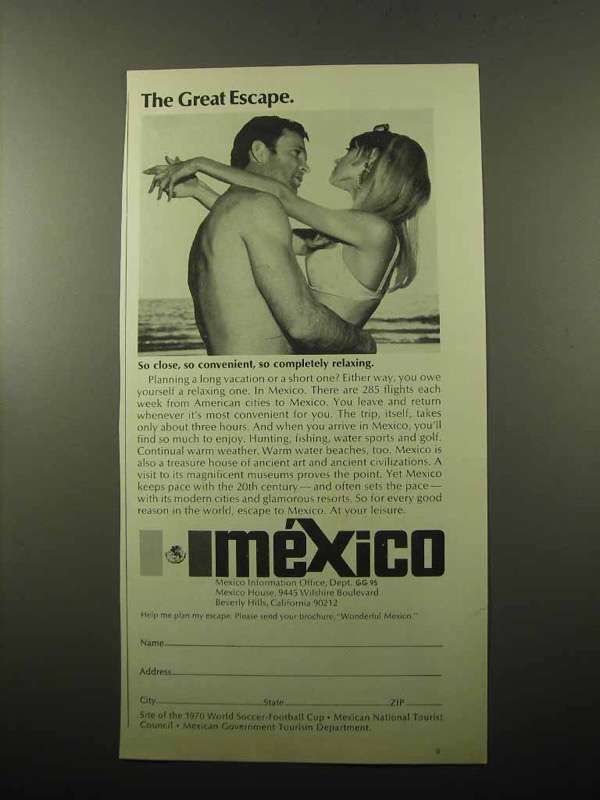 The Great Escape.
So close, so convenient, so completely relaxing.
Planning a long vacation or a short one? Either way, you owe
yourself a relaxing one. In Mexico. There are 285 flights
each week from American cities to Mexico. You leave and return
whenever it's most convenient for you. The trip, itself, takes
only about three hours. And when you arrive in Mexico, you'll
find so much to enjoy. Hunting, fishing, water sports and golf.
Continual warm weather. Warm water beaches, too. Mexico is
also a treasure house of ancient art and ancient civilizations. A
visit to its magnificent museums proves the point. Yet Mexico
keeps pace with the 20th century—and often sets the pace—
with its modern cities and glamorous resorts. So for every good
reason in the world, escape to Mexico. At your leisure.
méxico
Mexico Information Office, Dept. GG 95
Mexico House, 9445 Wilshire Boulevard
Beverly Hills, California 90212
Help me plan my escape. Please send your brochure, "Wonderful Mexico."
Name
Address
City State ZIP
Site of the 1970 World Soccer-Football Cup • Mexican National Tourist
Council • Mexican Government Tourism Department.